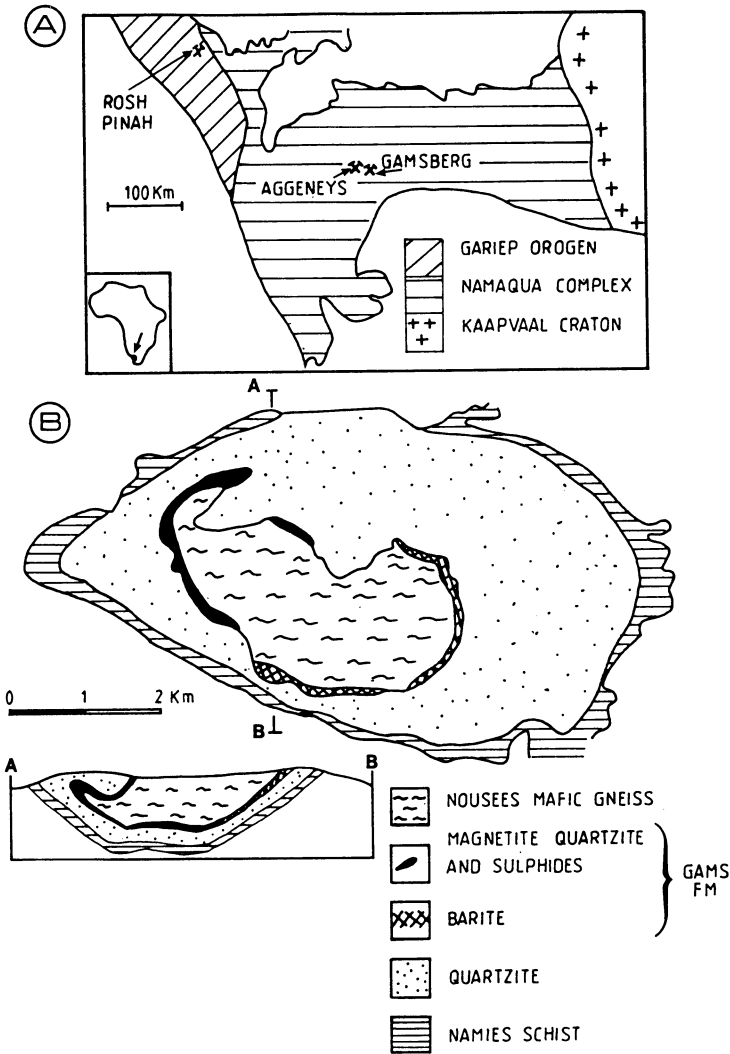 A
ROSH
PINAH
GAMSBERG
AGGENEYS
100 Km
GARIEP OROGEN
NAMAQUA COMPLEX
KAAPVAAL CRATON
A
B
0 1 2 Km
B
A B
NOUSEES MAFIC GNEISS
MAGNETITE QUARTZITE
AND SULPHIDES
GAMS
FM
BARITE
QUARTZITE
NAMIES SCHIST